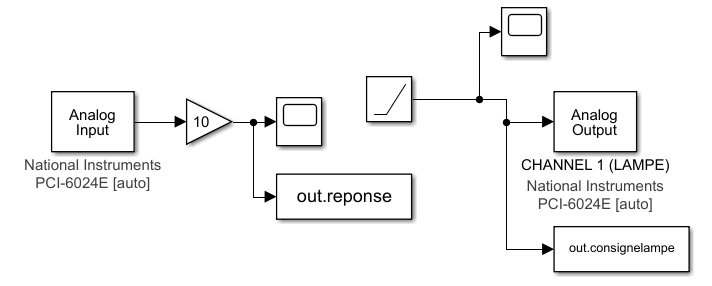 Analog
Input
National Instruments
PCI-6024E [auto]
10
out.reponse
Analog
Output
CHANNEL 1 (LAMPE)
National Instruments
PCI-6024E [auto]
out.consignelampe